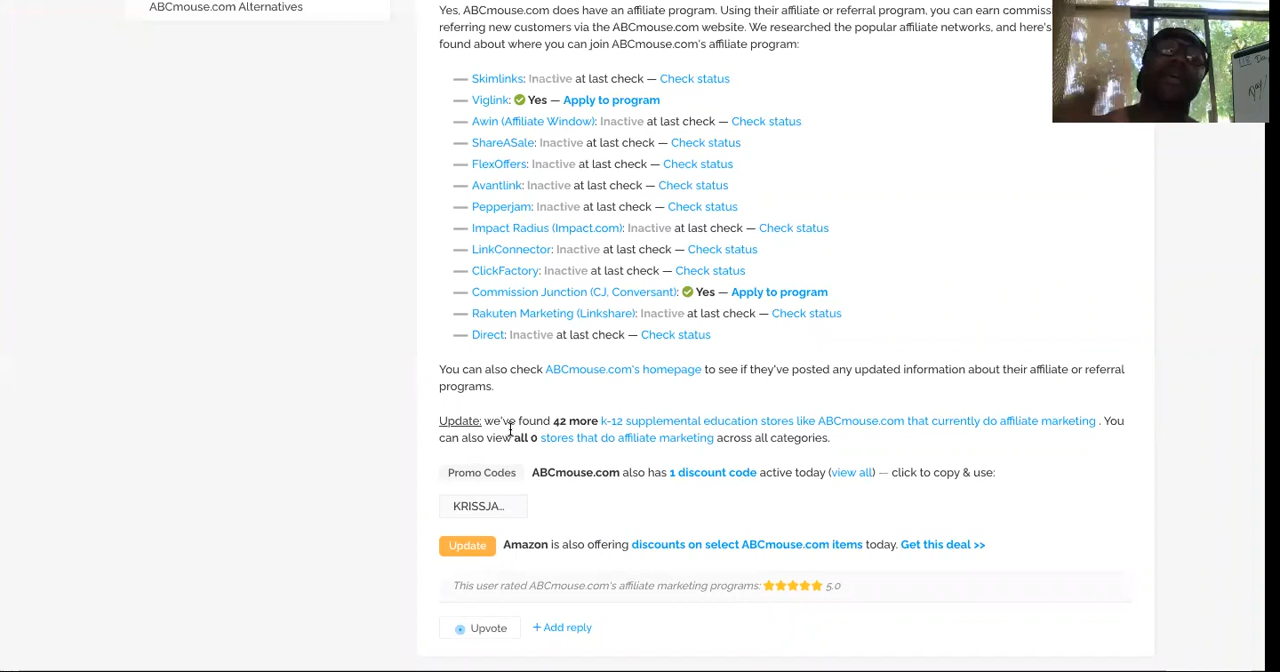 ABCmouse.com Alternatives
Yes, ABCmouse.com does have an affiliate program. Using their affiliate or referral program, you can earn commiss
referring new customers via the ABCmouse.com website. We researched the popular affiliate networks, and here's
found about where you can join ABCmouse.com's affiliate program:
— Skimlinks: Inactive at last check — Check status
— Viglink: Yes — Apply to program
— Awin (Affiliate Window): Inactive at last check — Check status
— ShareASale: Inactive at last check — Check status
— FlexOffers: Inactive at last check — Check status
— Avantlink: Inactive at last check — Check status
— Pepperjam: Inactive at last check — Check status
— Impact Radius (Impact.com): Inactive at last check — Check status
— LinkConnector: Inactive at last check — Check status
— ClickFactory: Inactive at last check — Check status
— Commission Junction (CJ, Conversant): Yes — Apply to program
— Rakuten Marketing (Linkshare): Inactive at last check — Check status
— Direct: Inactive at last check — Check status
You can also check ABCmouse.com's homepage to see if they've posted any updated information about their affiliate or referral
programs.
Update: we've found 42 more k-12 supplemental education stores like ABCmouse.com that currently do affiliate marketing . You
can also view all 0 stores that do affiliate marketing across all categories.
Promo Codes ABCmouse.com also has 1 discount code active today (view all) — click to copy & use:
KRISSJA...
Update Amazon is also offering discounts on select ABCmouse.com items today. Get this deal >>
This user rated ABCmouse.com's affiliate marketing programs: 5.0
Upvote + Add reply